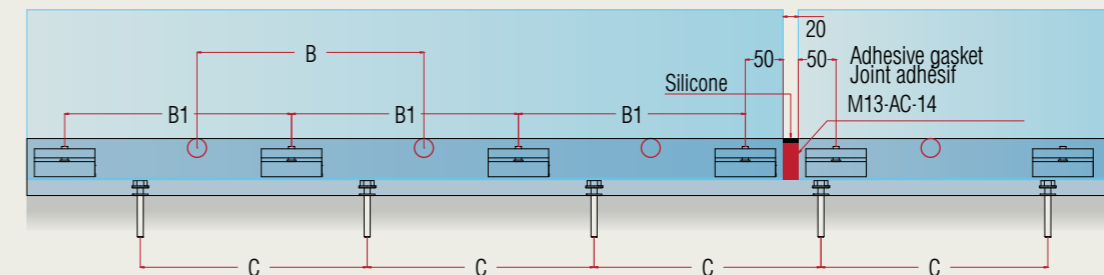 20
B
50
50
Adhesive gasket
Joint adhésif
Silicone
M13-AC-14
B1
B1
B1
C
C
C
C